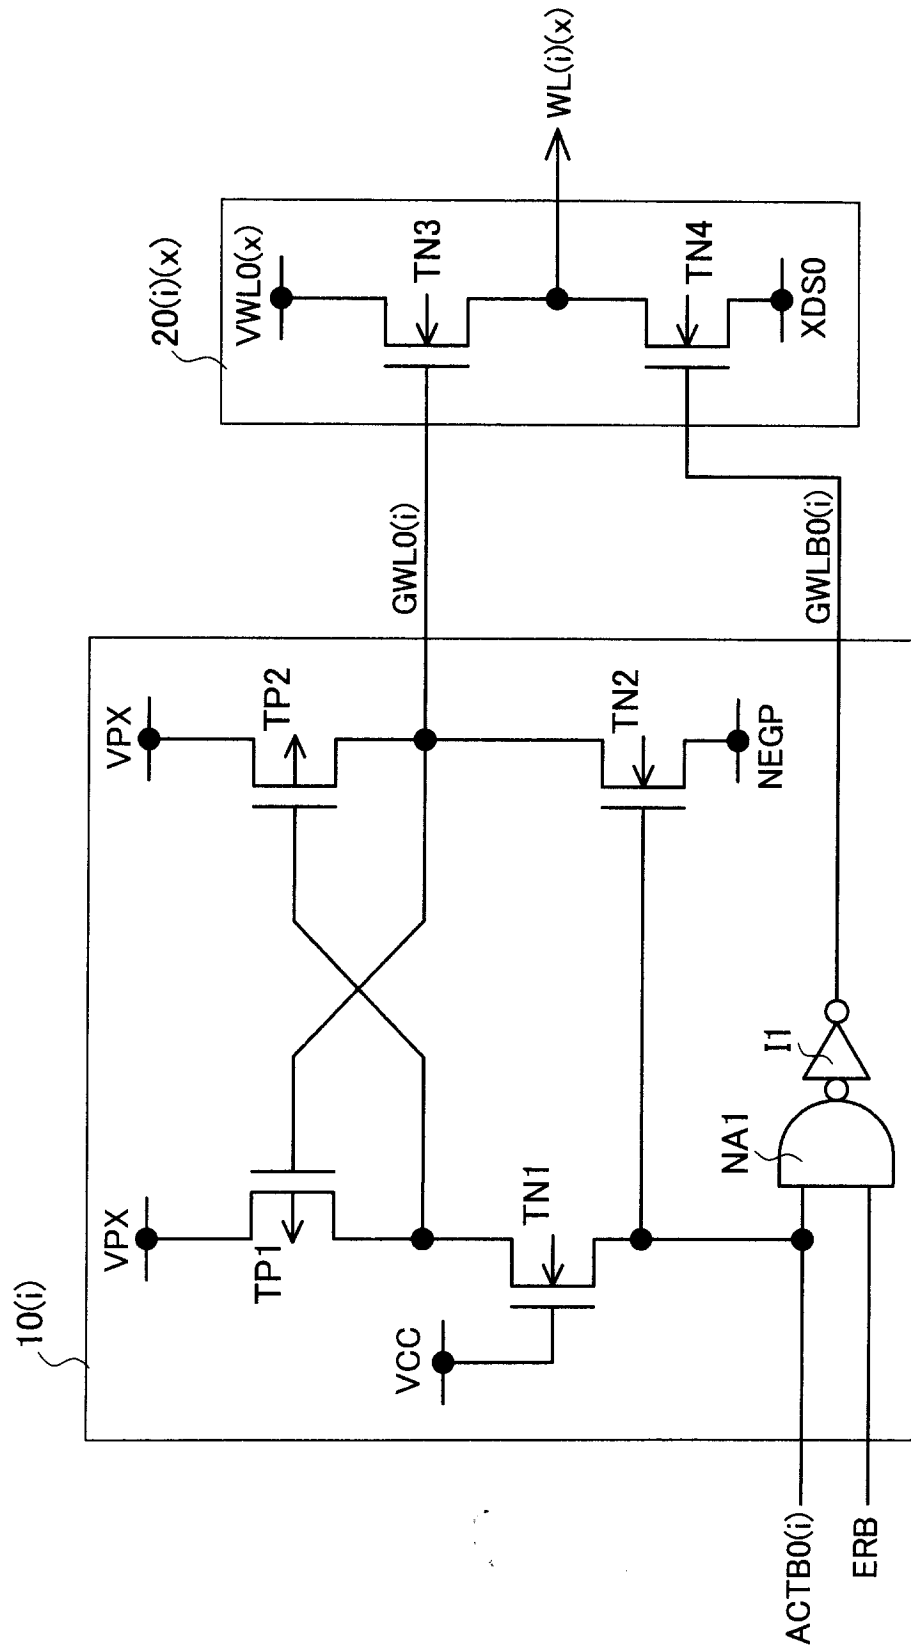 10(i)
VPX
VPX
TP1
TP2
VCC
TN1
TN2
NEGP
ACTB0(i)
ERB
NA1
I1
GWL0(i)
GWLB0(i)
20(i)(x)
VWL0(x)
TN3
TN4
XDS0
WL(i)(x)